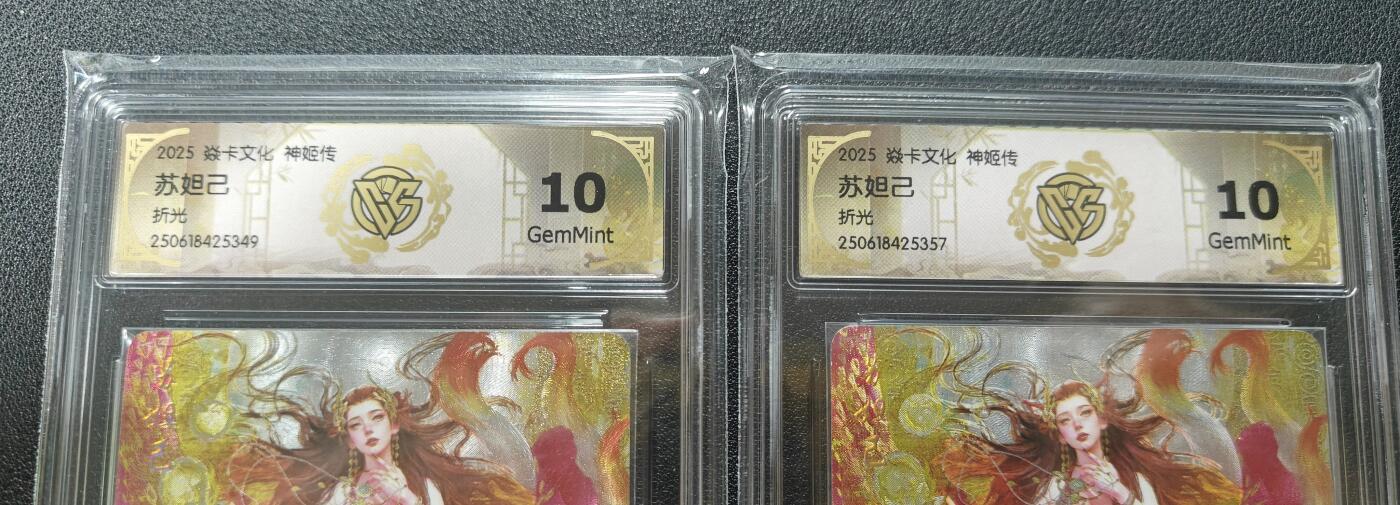 2025 焱卡文化 神姬传
苏妲己
折光
250618425349
10
GemMint
2025 焱卡文化 神姬传
苏妲己
折光
250618425357
10
GemMint